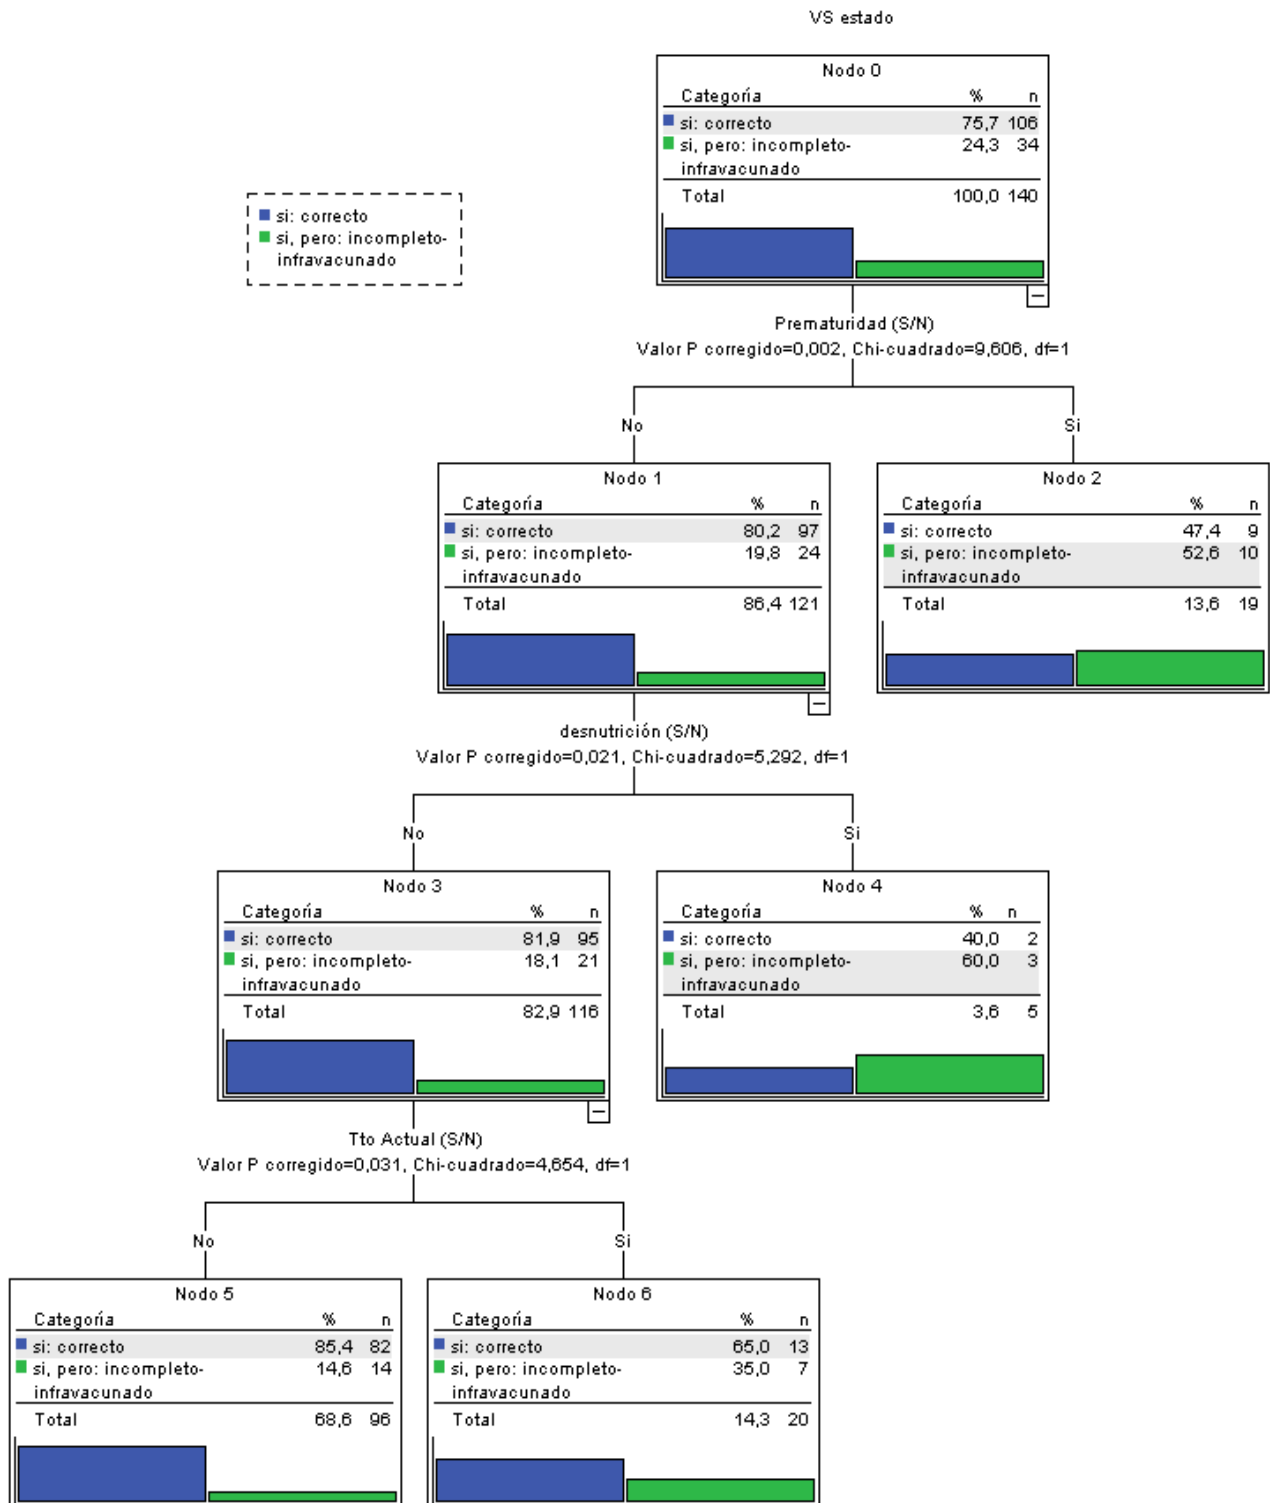 VS estado
Nodo 0
Categoría % n
si: correcto 75,7 106
si, pero: incompleto- 24,3 34
infravacunado
Total 100,0 140
si: correcto
si, pero: incompleto-
infravacunado
Prematuridad (S/N)
Valor P corregido=0,002, Chi-cuadrado=9,606, df=1
No
Si
Nodo 1
Categoría % n
si: correcto 80,2 97
si, pero: incompleto- 19,8 24
infravacunado
Total 86,4 121
Nodo 2
Categoría % n
si: correcto 47,4 9
si, pero: incompleto- 52,6 10
infravacunado
Total 13,6 19
desnutrición (S/N)
Valor P corregido=0,021, Chi-cuadrado=5,292, df=1
No
Si
Nodo 3
Categoría % n
si: correcto 81,9 95
si, pero: incompleto- 18,1 21
infravacunado
Total 82,9 116
Nodo 4
Categoría % n
si: correcto 40,0 2
si, pero: incompleto- 60,0 3
infravacunado
Total 3,6 5
Tto Actual (S/N)
Valor P corregido=0,031, Chi-cuadrado=4,654, df=1
No
Si
Nodo 5
Categoría % n
si: correcto 85,4 82
si, pero: incompleto- 14,6 14
infravacunado
Total 68,6 96
Nodo 6
Categoría % n
si: correcto 65,0 13
si, pero: incompleto- 35,0 7
infravacunado
Total 14,3 20